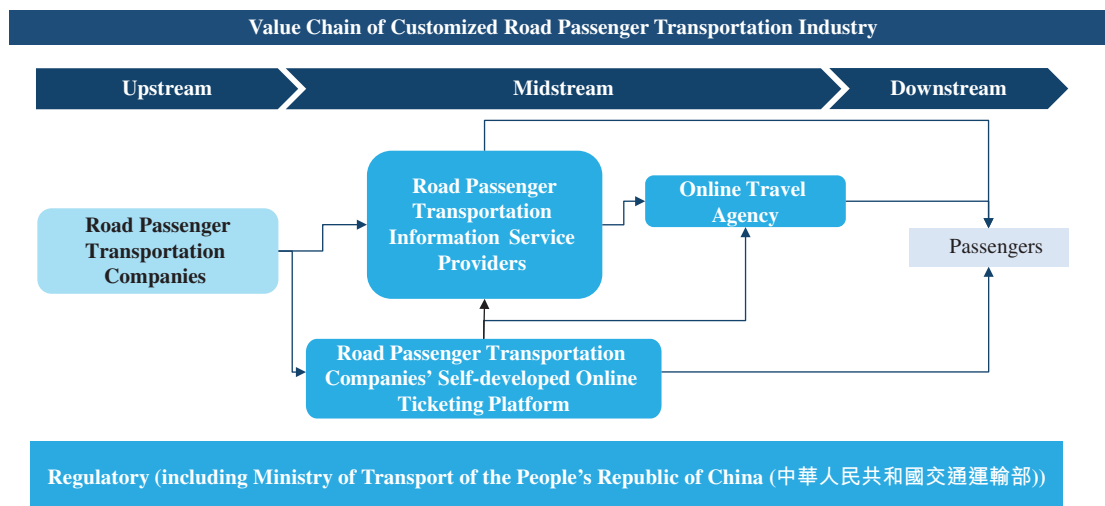 Value Chain of Customized Road Passenger Transportation Industry
Upstream
Midstream
Downstream
Road Passenger
Transportation
Companies
Road Passenger
Transportation
Information Service
Providers
Online Travel
Agency
Passengers
Road Passenger Transportation
Companies’ Self-developed Online
Ticketing Platform
Regulatory (including Ministry of Transport of the People’s Republic of China (中華人民共和國交通運輸部))